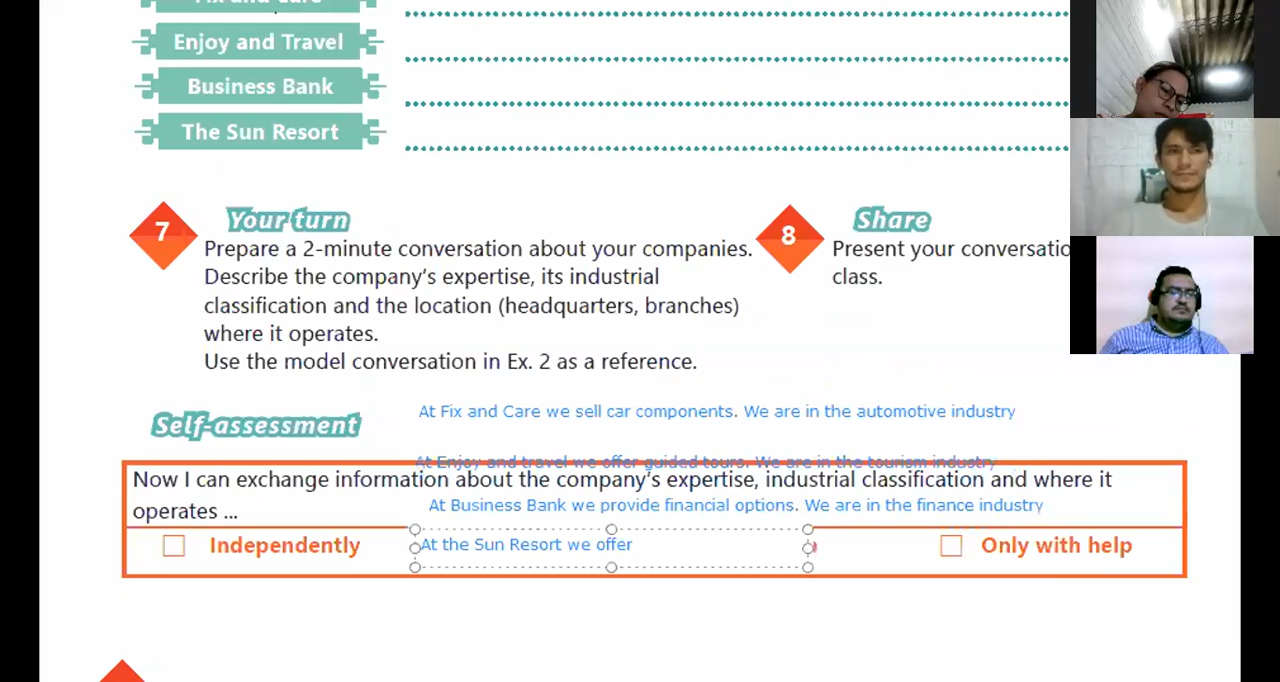 Fix and Care
Enjoy and Travel
Business Bank
The Sun Resort
7
Your turn
Prepare a 2-minute conversation about your companies.
Describe the company's expertise, its industrial
classification and the location (headquarters, branches)
where it operates.
Use the model conversation in Ex. 2 as a reference.
8
Share
Present your conversatio
class.
Self-assessment
At Fix and Care we sell car components. We are in the automotive industry
At Enjoy and travel we offer guided tours. We are in the tourism industry
Now I can exchange information about the company's expertise, industrial classification and where it
operates ...
At Business Bank we provide financial options. We are in the finance industry
Independently
At the Sun Resort we offer
Only with help